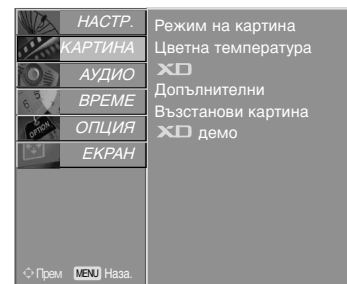 НАСТР.
КАРТИНА
АУДИО
ВРЕМЕ
ОПЦИЯ
ЕКРАН
Прем MENU Наза.
Режим на картина
Цветна температура
XD
Допълнителни
Възстанови картина
XD демо